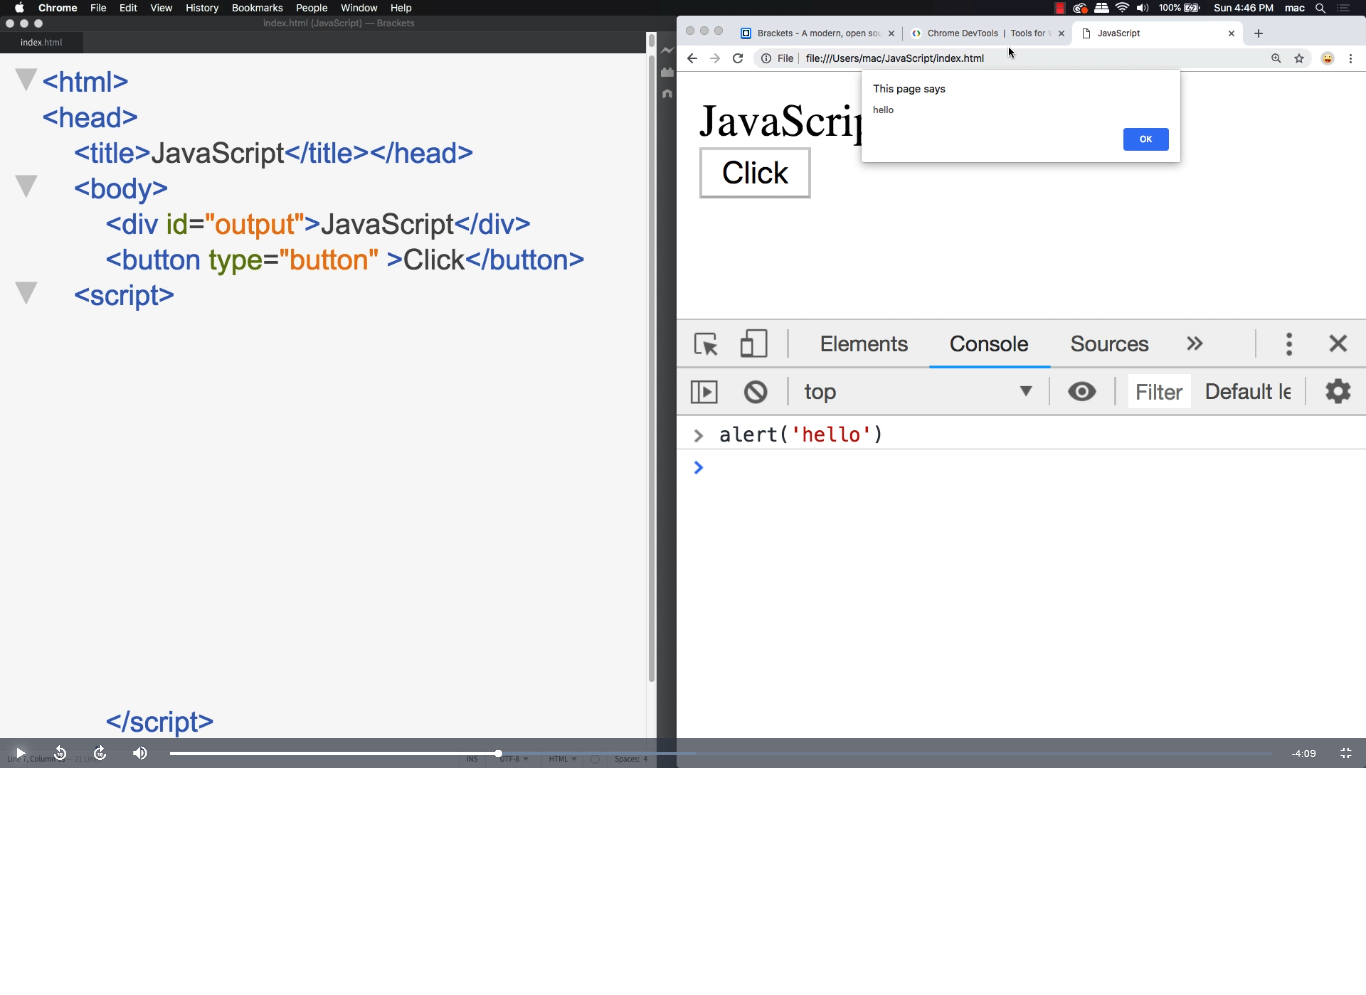 Chrome File Edit View History Bookmarks People Window Help
100% Sun 4:46 PM mac
index.html (JavaScript) — Brackets
index.html
<html>
<head>
<title>JavaScript</title></head>
<body>
<div id="output">JavaScript</div>
<button type="button" >Click</button>
<script>
</script>
INS UTF-8 HTML Spaces: 4
Brackets - A modern, open
Chrome DevTools | Tools for
JavaScript
File file:///Users/mac/JavaScript/index.html
This page says
hello
OK
Click
Elements Console Sources
top Filter Default
alert('hello')
-4:09